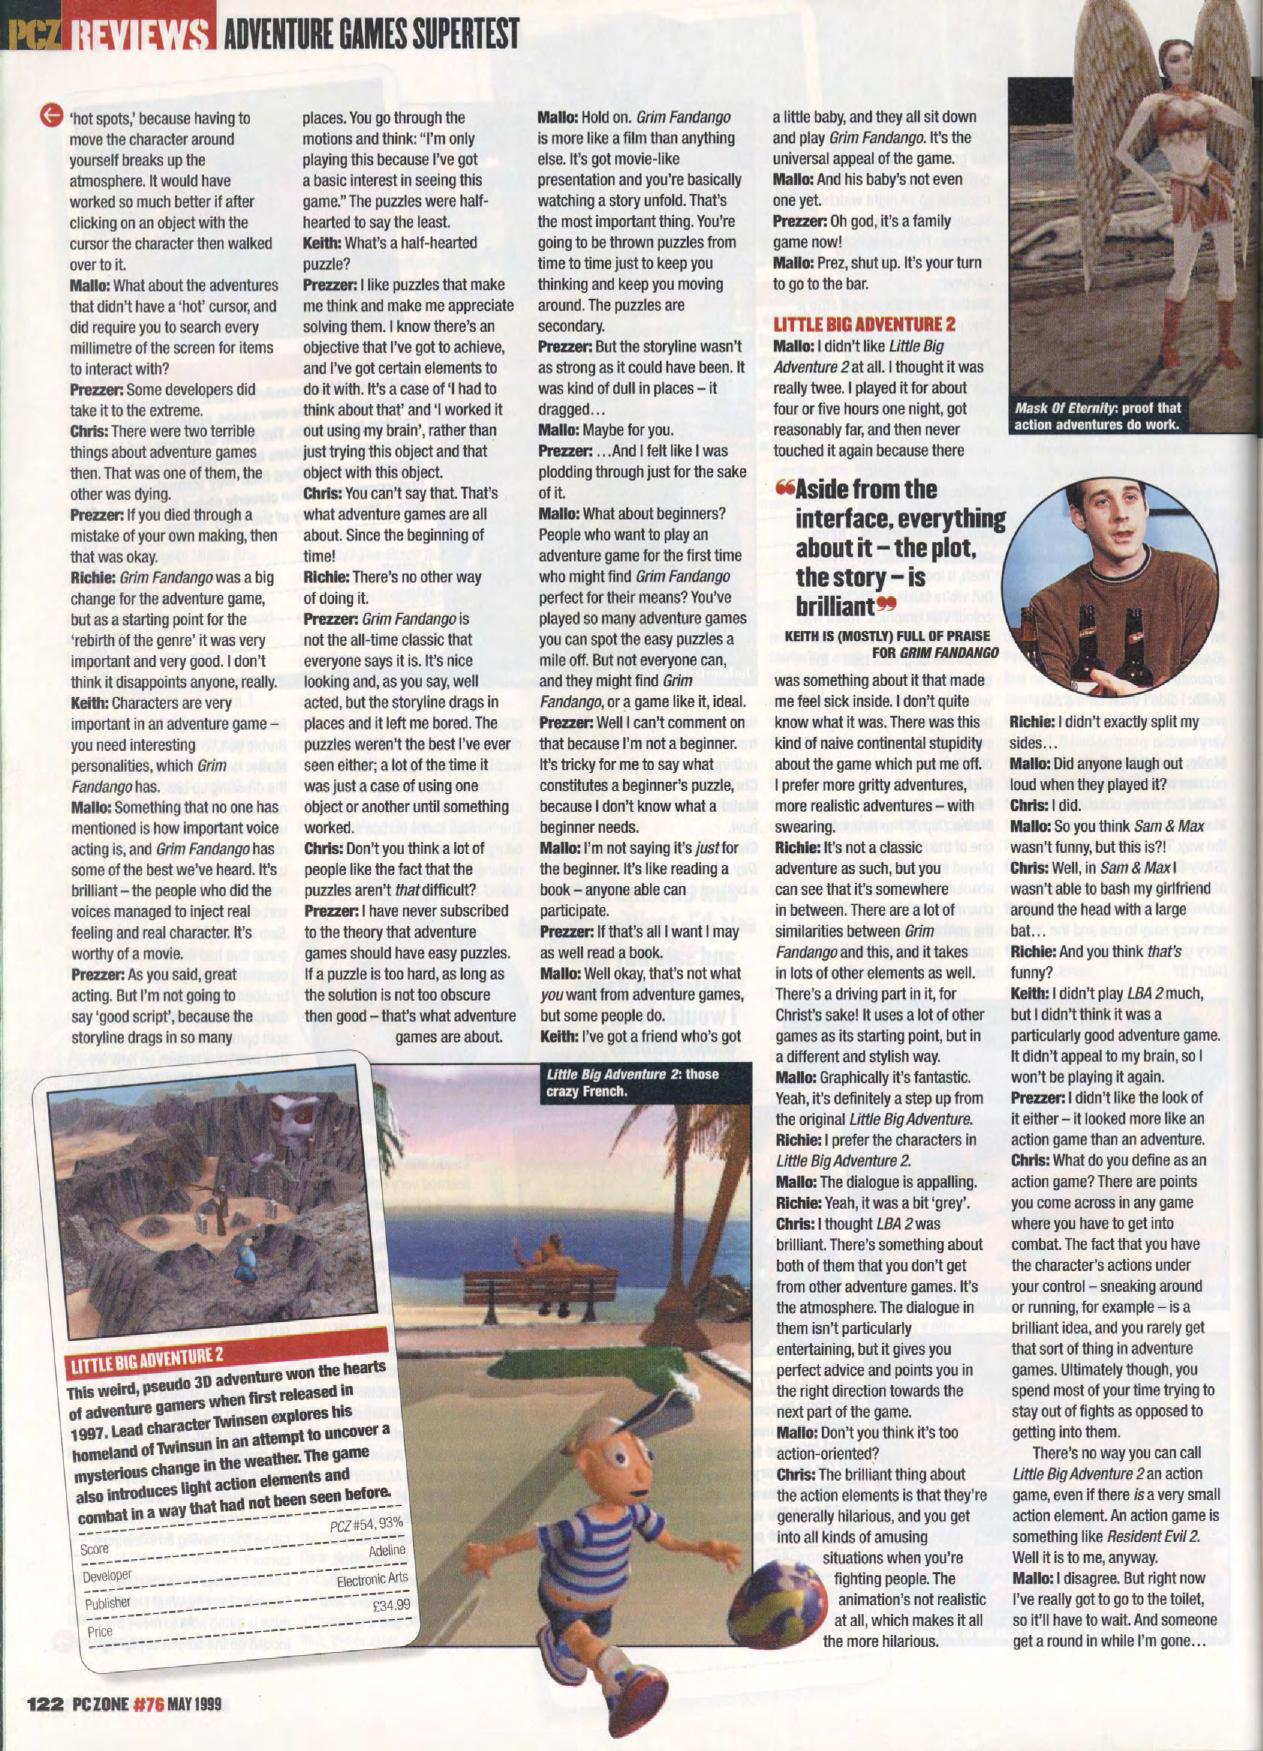 PCZ REVIEWS ADVENTURE GAMES SUPERTEST
'hot spots,' because having to
move the character around
yourself breaks up the
atmosphere. It would have
worked so much better if after
clicking on an object with the
cursor the character then walked
over to it.
Mallo: What about the adventures
that didn't have a 'hot' cursor, and
did require you to search every
millimetre of the screen for items
to interact with?
Prezzer: Some developers did
take it to the extreme.
Chris: There were two terrible
things about adventure games
then. That was one of them, the
other was dying.
Prezzer: If you died through a
mistake of your own making, then
that was okay.
Richie: Grim Fandango was a big
change for the adventure game,
but as a starting point for the
'rebirth of the genre' it was very
important and very good. I don't
think it disappoints anyone, really.
Keith: Characters are very
important in an adventure game –
you need interesting
personalities, which Grim
Fandango has.
Mallo: Something that no one has
mentioned is how important voice
acting is, and Grim Fandango has
some of the best we've heard. It's
brilliant – the people who did the
voices managed to inject real
feeling and real character. It's
worthy of a movie.
Prezzer: As you said, great
acting. But I'm not going to
say 'good script', because the
storyline drags in so many
places. You go through the
motions and think: "I'm only
playing this because I've got
a basic interest in seeing this
game." The puzzles were half-
hearted to say the least.
Keith: What's a half-hearted
puzzle?
Prezzer: I like puzzles that make
me think and make me appreciate
solving them. I know there's an
objective that I've got to achieve,
and I've got certain elements to
do it with. It's a case of 'I had to
think about that' and 'I worked it
out using my brain', rather than
just trying this object and that
object with this object.
Chris: You can't say that. That's
what adventure games are all
about. Since the beginning of
time!
Richie: There's no other way
of doing it.
Prezzer: Grim Fandango is
not the all-time classic that
everyone says it is. It's nice
looking and, as you say, well
acted, but the storyline drags in
places and it left me bored. The
puzzles weren't the best I've ever
seen either; a lot of the time it
was just a case of using one
object or another until something
worked.
Chris: Don't you think a lot of
people like the fact that the
puzzles aren't that difficult?
Prezzer: I have never subscribed
to the theory that adventure
games should have easy puzzles.
If a puzzle is too hard, as long as
the solution is not too obscure
then good – that's what adventure
games are about.
Mallo: Hold on. Grim Fandango
is more like a film than anything
else. It's got movie-like
presentation and you're basically
watching a story unfold. That's
the most important thing. You're
going to be thrown puzzles from
time to time just to keep you
thinking and keep you moving
around. The puzzles are
secondary.
Prezzer: But the storyline wasn't
as strong as it could have been. It
was kind of dull in places – it
dragged...
Mallo: Maybe for you.
Prezzer: ...And I felt like I was
plodding through just for the sake
of it.
Mallo: What about beginners?
People who want to play an
adventure game for the first time
who might find Grim Fandango
perfect for their means? You've
played so many adventure games
you can spot the easy puzzles a
mile off. But not everyone can,
and they might find Grim
Fandango, or a game like it, ideal.
Prezzer: Well I can't comment on
that because I'm not a beginner.
It's tricky for me to say what
constitutes a beginner's puzzle,
because I don't know what a
beginner needs.
Mallo: I'm not saying it's just for
the beginner. It's like reading a
book – anyone able can
participate.
Prezzer: If that's all I want I may
as well read a book.
Mallo: Well okay, that's not what
you want from adventure games,
but some people do.
Keith: I've got a friend who's got
a little baby, and they all sit down
and play Grim Fandango. It's the
universal appeal of the game.
Mallo: And his baby's not even
one yet.
Prezzer: Oh god, it's a family
game now!
Mallo: Prez, shut up. It's your turn
to go to the bar.
LITTLE BIG ADVENTURE 2
Mallo: I didn't like Little Big
Adventure 2 at all. I thought it was
really twee. I played it for about
four or five hours one night, got
reasonably far, and then never
touched it again because there
“Aside from the
interface, everything
about it – the plot,
the story – is
brilliant”
KEITH IS (MOSTLY) FULL OF PRAISE
FOR GRIM FANDANGO
was something about it that made
me feel sick inside. I don't quite
know what it was. There was this
kind of naive continental stupidity
about the game which put me off.
I prefer more gritty adventures,
more realistic adventures – with
swearing.
Richie: It's not a classic
adventure as such, but you
can see that it's somewhere
in between. There are a lot of
similarities between Grim
Fandango and this, and it takes
in lots of other elements as well.
There's a driving part in it, for
Christ's sake! It uses a lot of other
games as its starting point, but in
a different and stylish way.
Mallo: Graphically it's fantastic.
Yeah, it's definitely a step up from
the original Little Big Adventure.
Richie: I prefer the characters in
Little Big Adventure 2.
Mallo: The dialogue is appalling.
Richie: Yeah, it was a bit 'grey'.
Chris: I thought LBA 2 was
brilliant. There's something about
both of them that you don't get
from other adventure games. It's
the atmosphere. The dialogue in
them isn't particularly
entertaining, but it gives you
perfect advice and points you in
the right direction towards the
next part of the game.
Mallo: Don't you think it's too
action-oriented?
Chris: The brilliant thing about
the action elements is that they're
generally hilarious, and you get
into all kinds of amusing
situations when you're
fighting people. The
animation's not realistic
at all, which makes it all
the more hilarious.
Mask Of Eternity: proof that
action adventures do work.
Richie: I didn't exactly split my
sides...
Mallo: Did anyone laugh out
loud when they played it?
Chris: I did.
Mallo: So you think Sam & Max
wasn't funny, but this is?!
Chris: Well, in Sam & Max I
wasn't able to bash my girlfriend
around the head with a large
bat...
Richie: And you think that's
funny?
Keith: I didn't play LBA 2 much,
but I didn't think it was a
particularly good adventure game.
It didn't appeal to my brain, so I
won't be playing it again.
Prezzer: I didn't like the look of
it either – it looked more like an
action game than an adventure.
Chris: What do you define as an
action game? There are points
you come across in any game
where you have to get into
combat. The fact that you have
the character's actions under
your control – sneaking around
or running, for example – is a
brilliant idea, and you rarely get
that sort of thing in adventure
games. Ultimately though, you
spend most of your time trying to
stay out of fights as opposed to
getting into them.
There's no way you can call
Little Big Adventure 2 an action
game, even if there is a very small
action element. An action game is
something like Resident Evil 2.
Well it is to me, anyway.
Mallo: I disagree. But right now
I've really got to go to the toilet,
so it'll have to wait. And someone
get a round in while I'm gone...
Little Big Adventure 2: those
crazy French.
LITTLE BIG ADVENTURE 2
This weird, pseudo 3D adventure won the hearts
of adventure gamers when first released in
1997. Lead character Twinsen explores his
homeland of Twinsun in an attempt to uncover a
mysterious change in the weather. The game
also introduces light action elements and
combat in a way that had not been seen before.
Score PCZ #54, 93%
Developer Adeline
Publisher Electronic Arts
Price £34.99
122 PC ZONE #76 MAY 1999